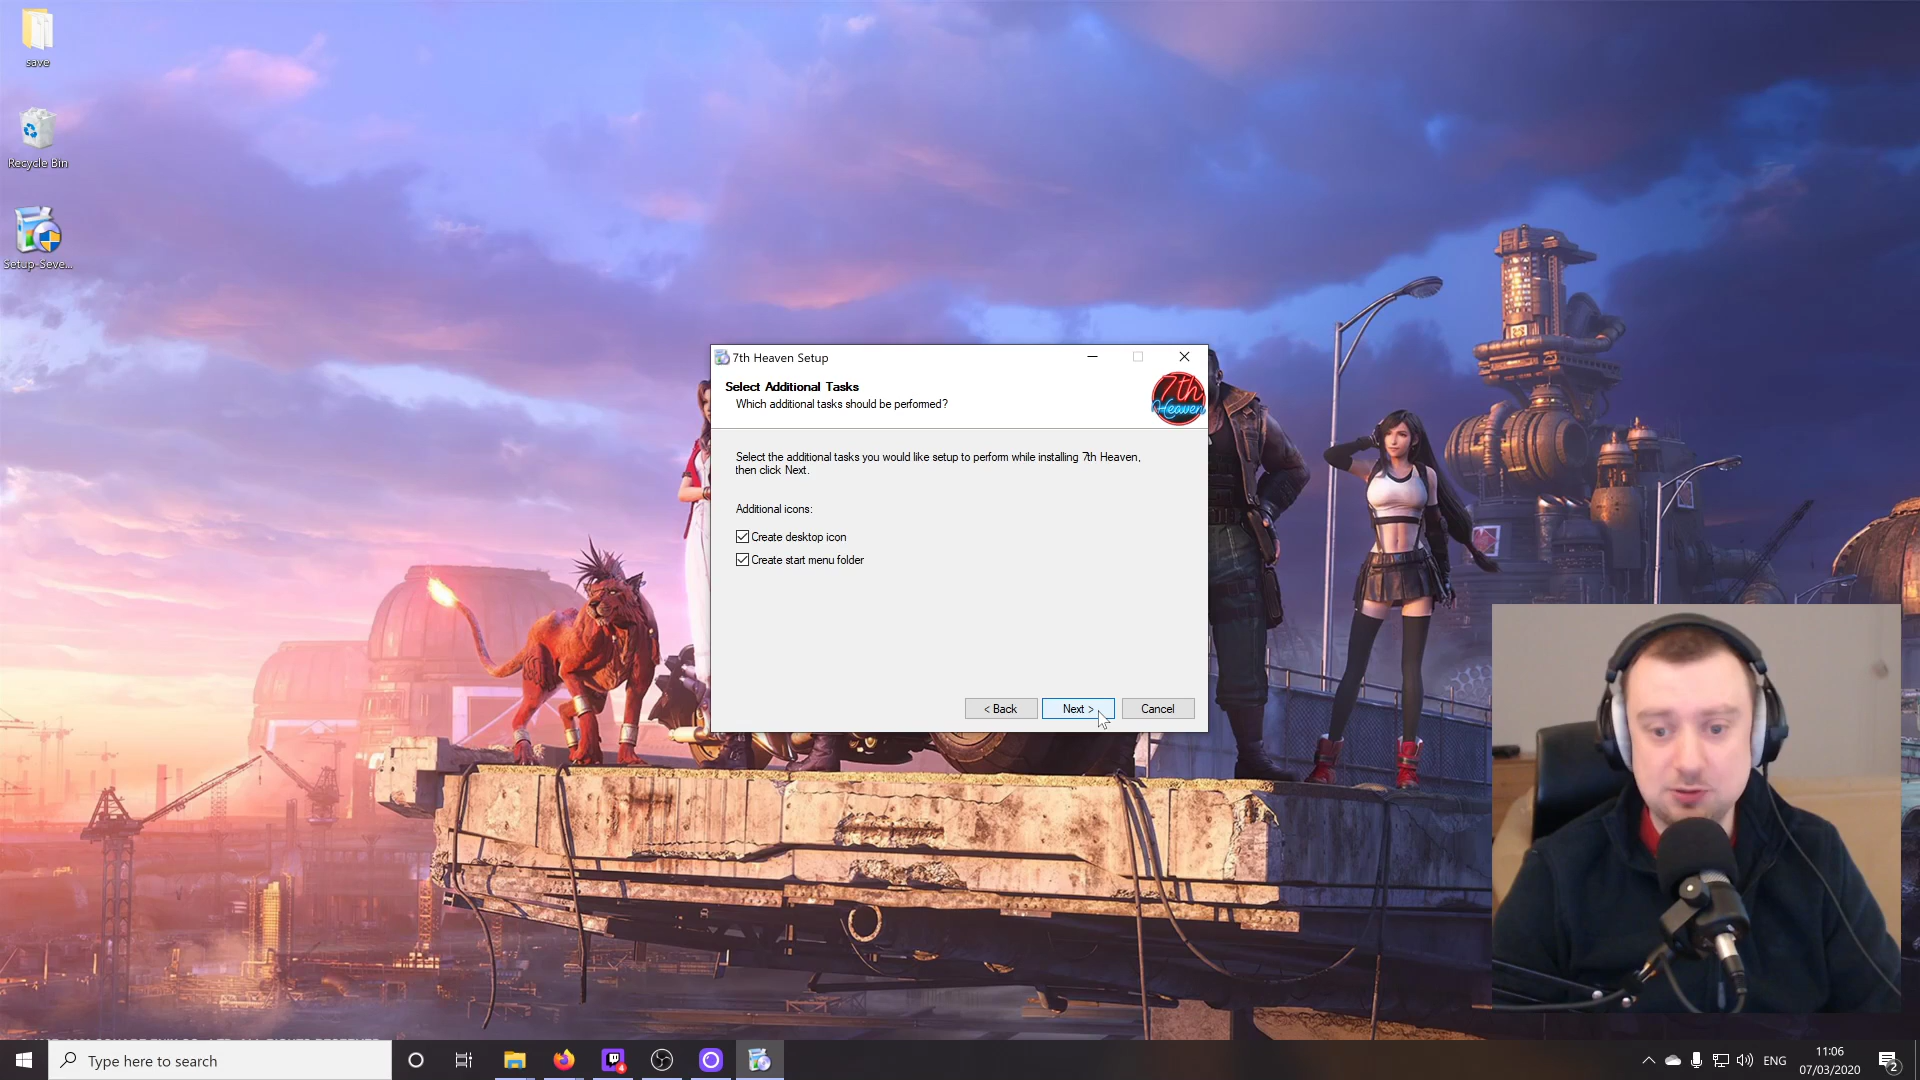 save
Recycle Bin
Setup-Seve...
7th Heaven Setup
Select Additional Tasks
Which additional tasks should be performed?
7th
Heaven
Select the additional tasks you would like setup to perform while installing 7th Heaven,
then click Next.
Additional icons:
Create desktop icon
Create start menu folder
< Back
Next >
Cancel
Type here to search
4
ENG
11:06
07/03/2020
2